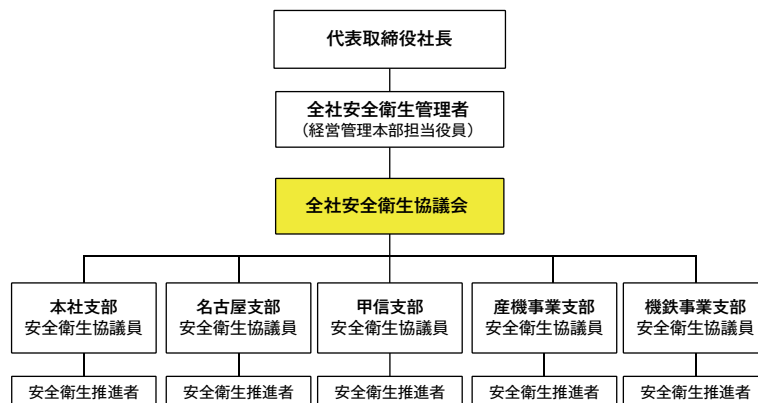 代表取締役社長
全社安全衛生管理者
（経営管理本部担当役員）
全社安全衛生協議会
本社支部
安全衛生協議員
名古屋支部
安全衛生協議員
甲信支部
安全衛生協議員
産機事業支部
安全衛生協議員
機鉄事業支部
安全衛生協議員
安全衛生推進者
安全衛生推進者
安全衛生推進者
安全衛生推進者
安全衛生推進者